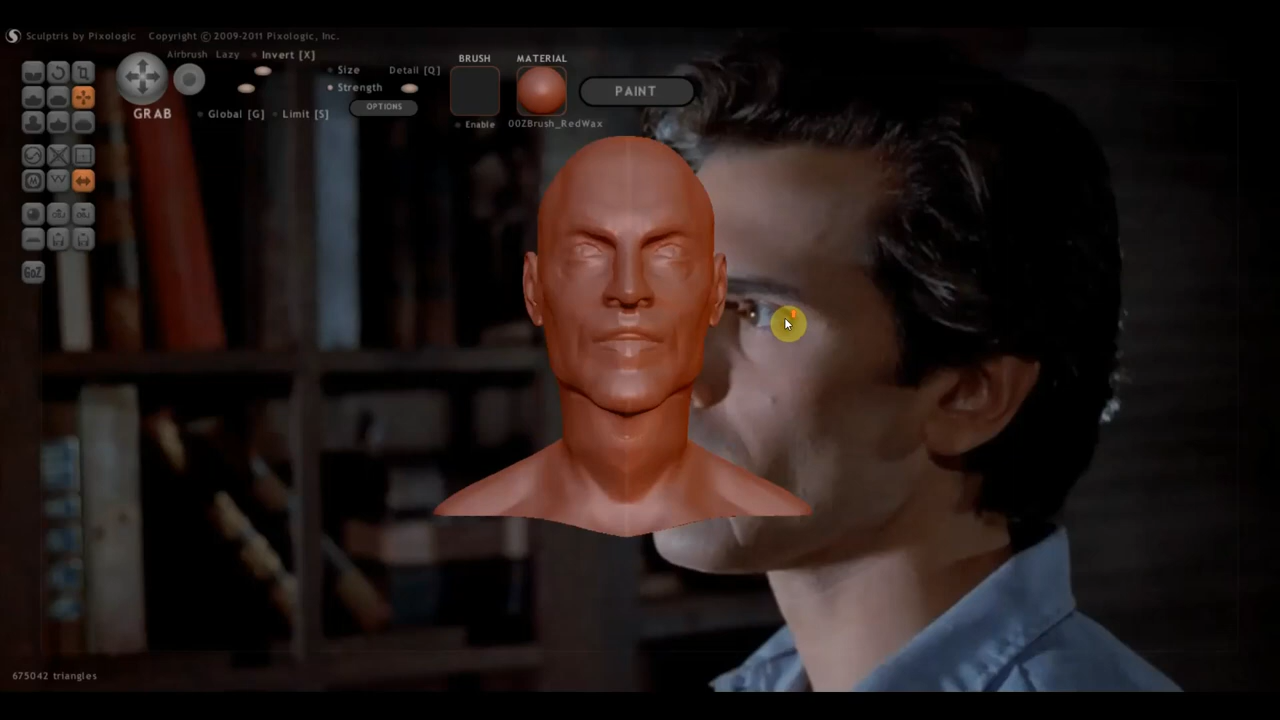 Sculptris by Pixologic Copyright © 2009-2011 Pixologic, Inc.
Airbrush Lazy Invert [X]
Size Detail [Q]
Strength
OPTIONS
GRAB
Global [G] Limit [S]
BRUSH
Enable
MATERIAL
00ZBrush_RedWax
PAINT
GoZ
675042 triangles